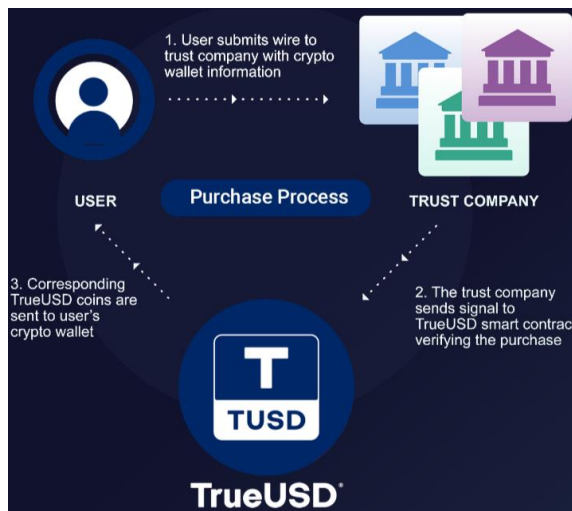 1. User submits wire to
trust company with crypto
wallet information
USER
Purchase Process
TRUST COMPANY
3. Corresponding
TrueUSD coins are
sent to user's
crypto wallet
2. The trust company
sends signal to
TrueUSD smart contrac
verifying the purchase
T
TUSD
TrueUSD®